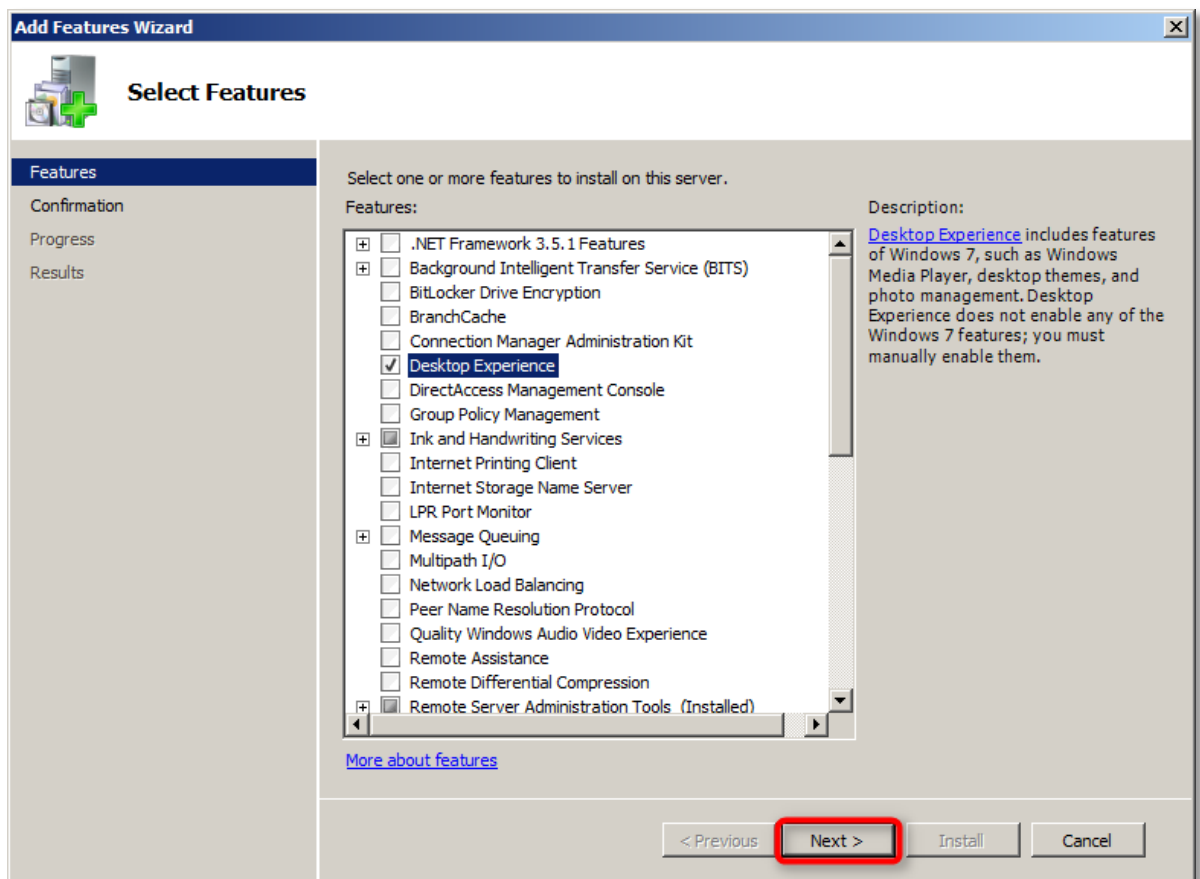 Add Features Wizard
Select Features
Features
Confirmation
Progress
Results
Select one or more features to install on this server.
Features:
.NET Framework 3.5.1 Features
Background Intelligent Transfer Service (BITS)
BitLocker Drive Encryption
BranchCache
Connection Manager Administration Kit
Desktop Experience
DirectAccess Management Console
Group Policy Management
Ink and Handwriting Services
Internet Printing Client
Internet Storage Name Server
LPR Port Monitor
Message Queuing
Multipath I/O
Network Load Balancing
Peer Name Resolution Protocol
Quality Windows Audio Video Experience
Remote Assistance
Remote Differential Compression
Remote Server Administration Tools (Installed)
More about features
Description:
Desktop Experience includes features
of Windows 7, such as Windows
Media Player, desktop themes, and
photo management. Desktop
Experience does not enable any of the
Windows 7 features; you must
manually enable them.
< Previous
Next >
Install
Cancel